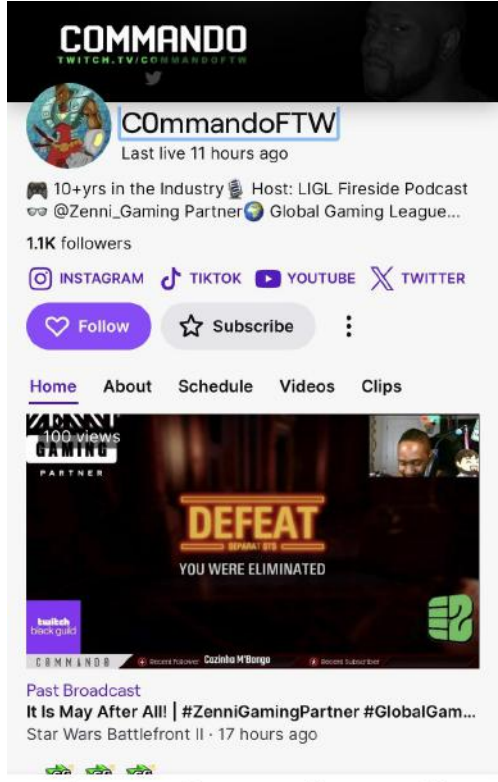 COMMANDO
TWITCH.TV/COMMANDOFTW
C0mmandoFTW
Last live 11 hours ago
10+yrs in the Industry Host: LIGL Fireside Podcast
@Zenni_Gaming Partner Global Gaming League...
1.1K followers
INSTAGRAM TIKTOK YOUTUBE TWITTER
Follow Subscribe
Home About Schedule Videos Clips
100 views
GAMING
PARTNER
DEFEAT
SEPARATISTS
YOU WERE ELIMINATED
twitch
black guild
COMMANDO Recent Follower Cozinha M'Bongo Recent Subscriber
Past Broadcast
It Is May After All! | #ZenniGamingPartner #GlobalGam...
Star Wars Battlefront II · 17 hours ago